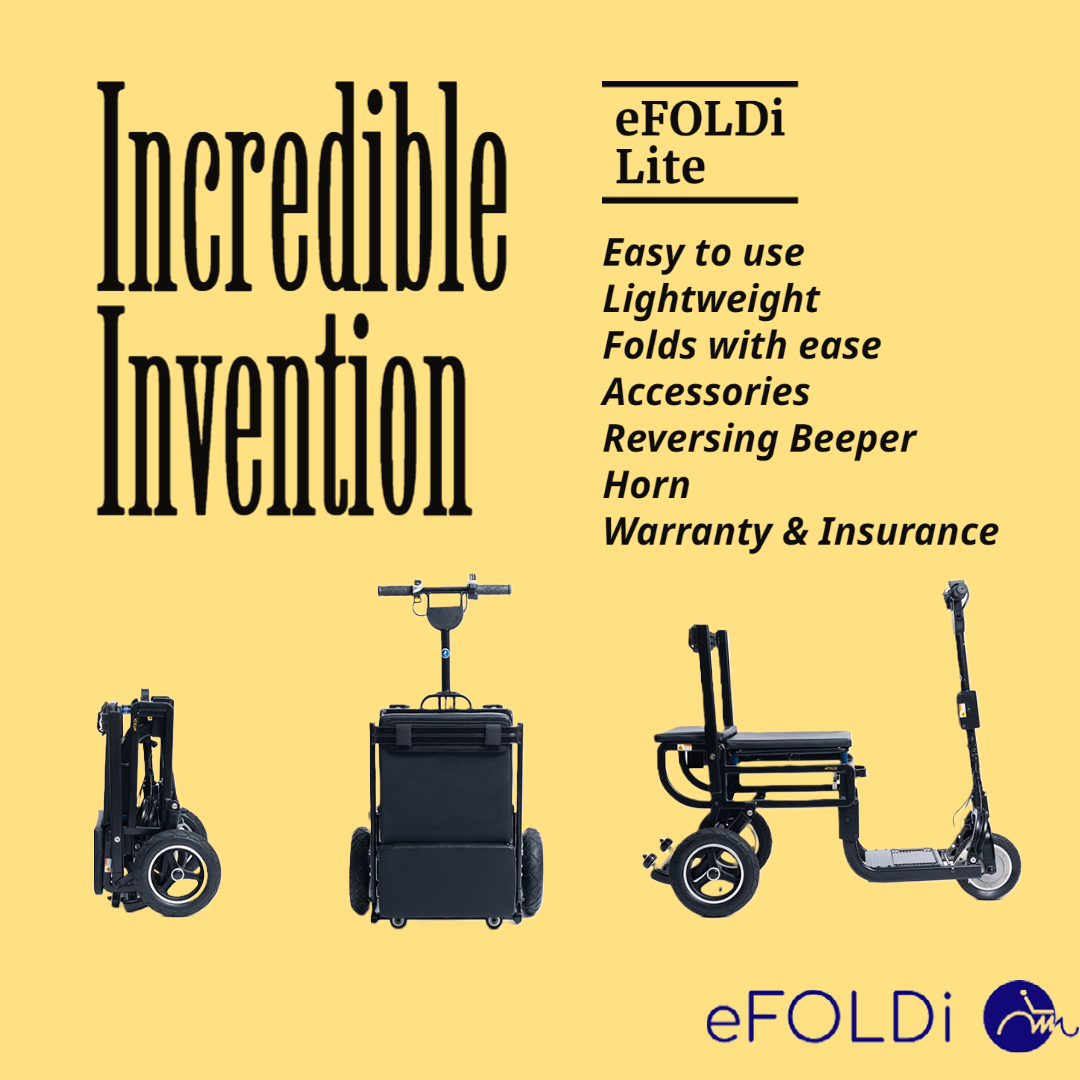 Incredible
Invention
eFOLDi
Lite
Easy to use
Lightweight
Folds with ease
Accessories
Reversing Beeper
Horn
Warranty & Insurance
eFOLDi